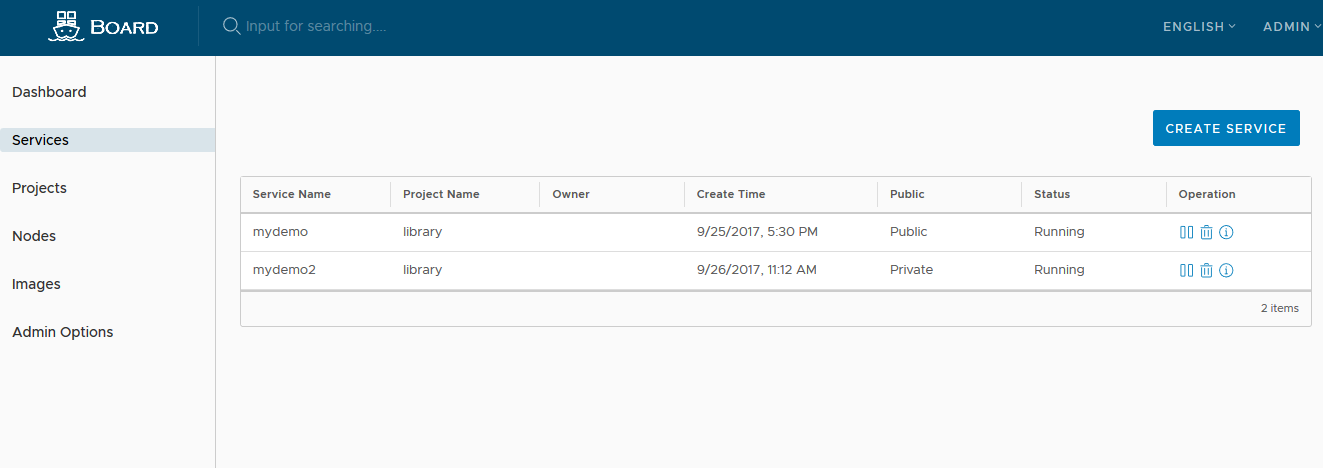 BOARD
Input for searching....
ENGLISH
ADMIN
Dashboard
Services
Projects
Nodes
Images
Admin Options
CREATE SERVICE
Service Name Project Name Owner Create Time Public Status Operation
mydemo library 9/25/2017, 5:30 PM Public Running
mydemo2 library 9/26/2017, 11:12 AM Private Running
2 items